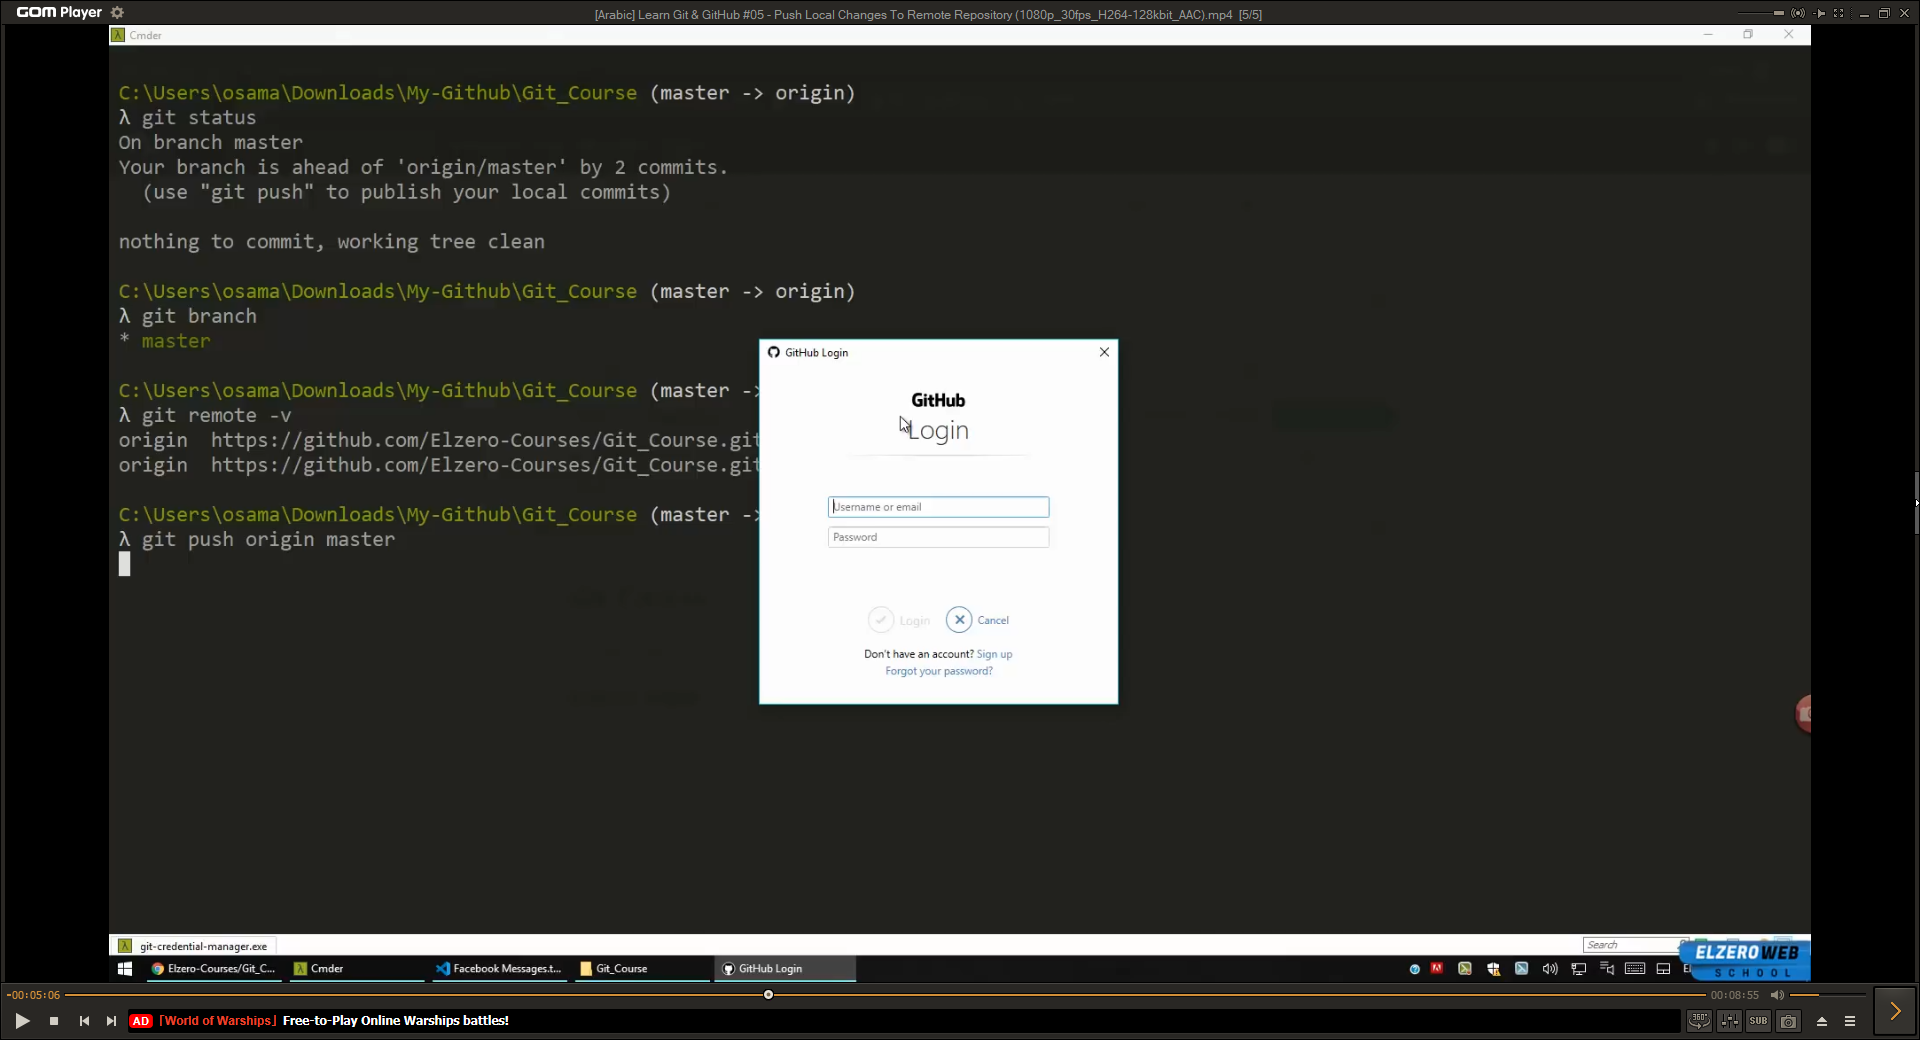 GOM Player
[Arabic] Learn Git & GitHub #05 - Push Local Changes To Remote Repository (1080p_30fps_H264-128kbit_AAC).mp4 [5/5]
Cmder
C:\Users\osama\Downloads\My-Github\Git_Course (master -> origin)
λ git status
On branch master
Your branch is ahead of 'origin/master' by 2 commits.
(use "git push" to publish your local commits)
nothing to commit, working tree clean
C:\Users\osama\Downloads\My-Github\Git_Course (master -> origin)
λ git branch
* master
C:\Users\osama\Downloads\My-Github\Git_Course (master ->
λ git remote -v
origin https://github.com/Elzero-Courses/Git_Course.git
origin https://github.com/Elzero-Courses/Git_Course.git
C:\Users\osama\Downloads\My-Github\Git_Course (master ->
λ git push origin master
GitHub Login
GitHub
Login
Username or email
Password
Login
Cancel
Don't have an account? Sign up
Forgot your password?
git-credential-manager.exe
Search
Elzero-Courses/Git_C...
Cmder
Facebook Messages.t...
Git_Course
GitHub Login
ELZEROWEB
SCHOOL
-00:05:06
00:08:55
AD [World of Warships] Free-to-Play Online Warships battles!
360°
SUB